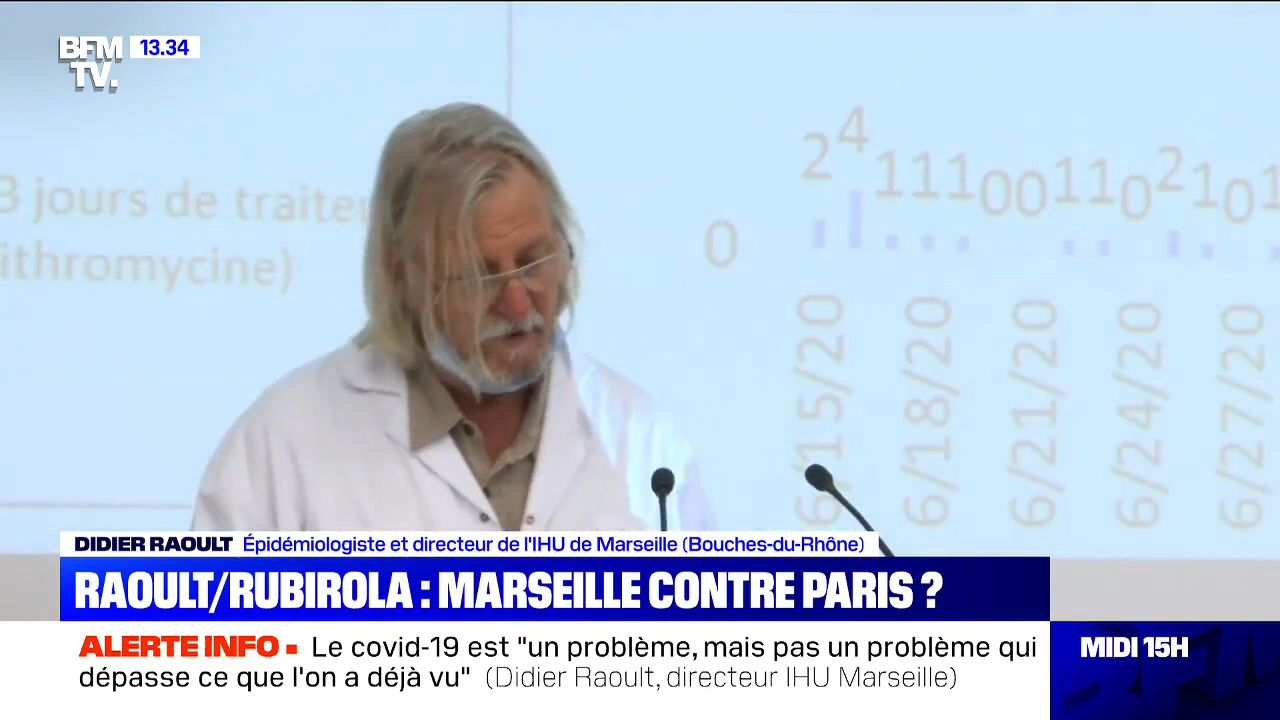 BFM
TV.
13.34
3 jours de traite
ithromycine)
0
2 4 1 1 1 0 0 1 1 0 2 1 0 1
6/15/20
6/18/20
6/21/20
6/24/20
6/27/20
DIDIER RAOULT Épidémiologiste et directeur de l'IHU de Marseille (Bouches-du-Rhône)
RAOULT/RUBIROLA : MARSEILLE CONTRE PARIS ?
ALERTE INFO Le covid-19 est "un problème, mais pas un problème qui
dépasse ce que l'on a déjà vu" (Didier Raoult, directeur IHU Marseille)
MIDI 15H